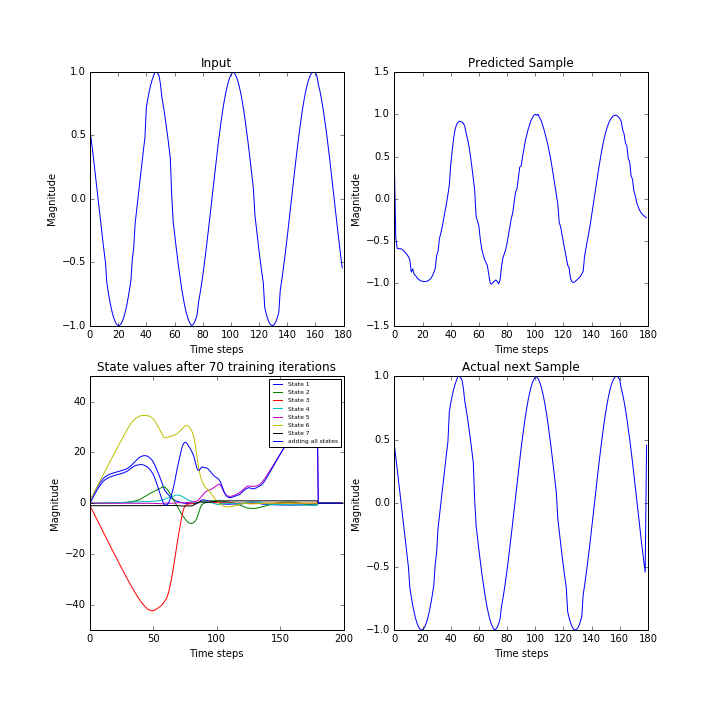 Input
Magnitude
1.0
0.5
0.0
−0.5
−1.0
0 20 40 60 80 100 120 140 160 180
Time steps
Predicted Sample
Magnitude
1.5
1.0
0.5
0.0
−0.5
−1.0
−1.5
0 20 40 60 80 100 120 140 160 180
Time steps
State values after 70 training iterations
Magnitude
40
20
0
−20
−40
0 50 100 150 200
Time steps
State 1
State 2
State 3
State 4
State 5
State 6
State 7
adding all states
Actual next Sample
Magnitude
1.0
0.5
0.0
−0.5
−1.0
0 20 40 60 80 100 120 140 160 180
Time steps